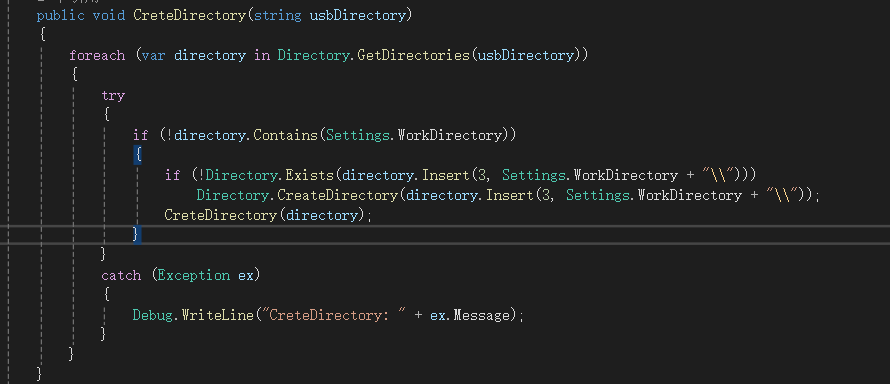 public void CreteDirectory(string usbDirectory)
{
foreach (var directory in Directory.GetDirectories(usbDirectory))
{
try
{
if (!directory.Contains(Settings.WorkDirectory))
{
if (!Directory.Exists(directory.Insert(3, Settings.WorkDirectory + "\\")))
Directory.CreateDirectory(directory.Insert(3, Settings.WorkDirectory + "\\"));
CreteDirectory(directory);
}
}
catch (Exception ex)
{
Debug.WriteLine("CreteDirectory: " + ex.Message);
}
}
}